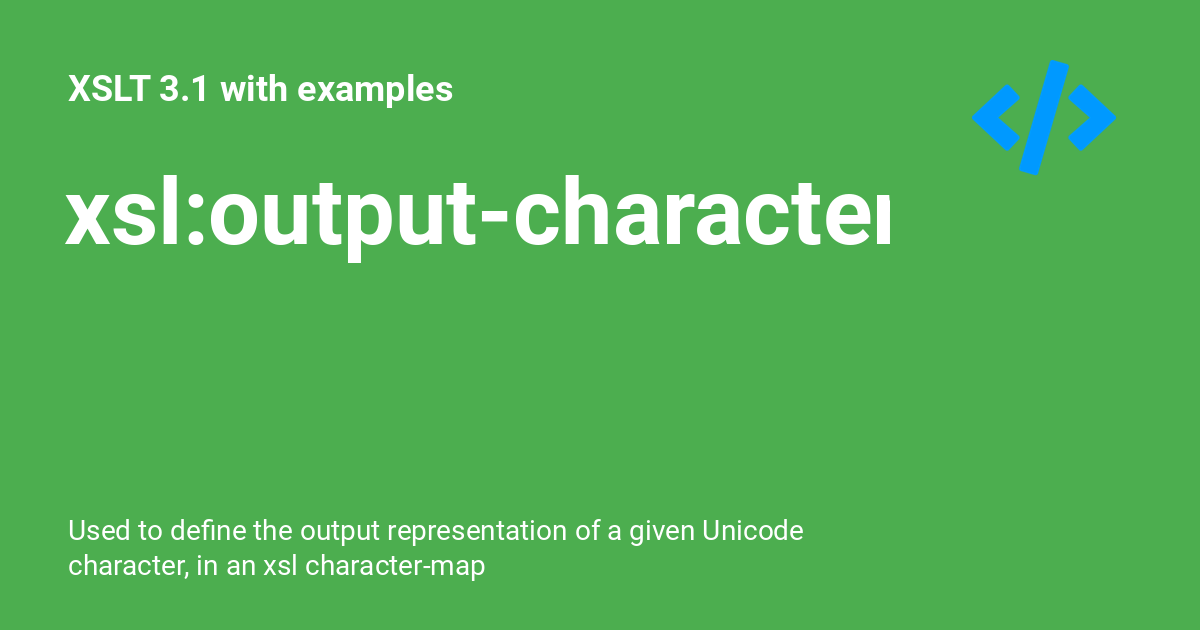 XSLT 3.1 with examples
xsl:output-character
Used to define the output representation of a given Unicode
character, in an xsl character-map